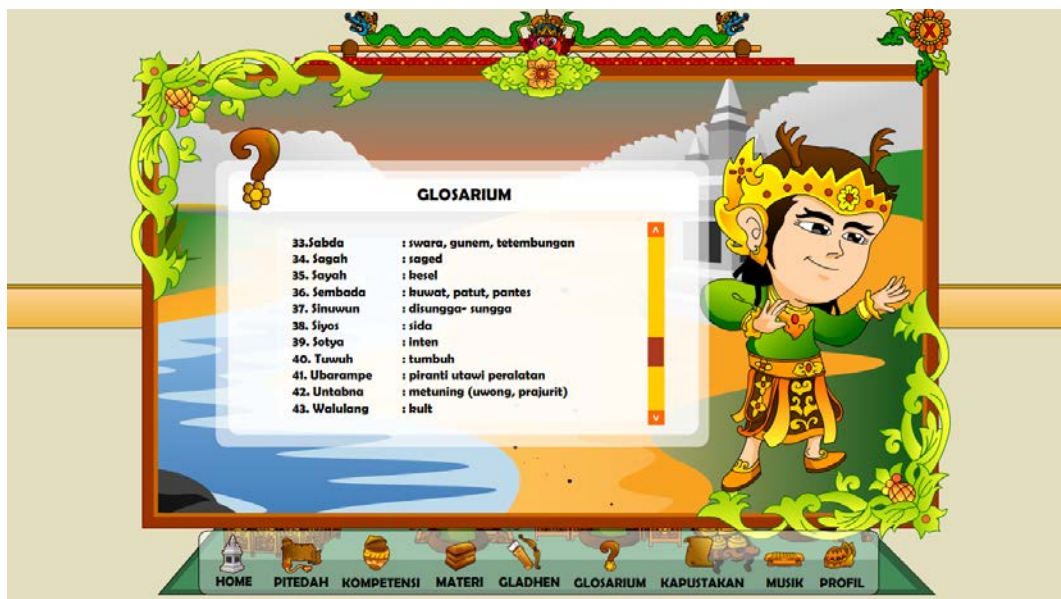 X
GLOSARIUM
33.Sabda : swara, gunem, tetembungan
34. Sagah : saged
35. Sayah : kesel
36. Sembada : kuwat, patut, pantes
37. Sinuwun : disungga- sungga
38. Siyos : sida
39. Sotya : inten
40. Tuwuh : tumbuh
41. Ubarampe : piranti utawi peralatan
42. Untabna : metuning (uwong, prajurit)
43. Walulang : kult
HOME PITEDAH KOMPETENSI MATERI GLADHEN GLOSARIUM KAPUSTAKAN MUSIK PROFIL